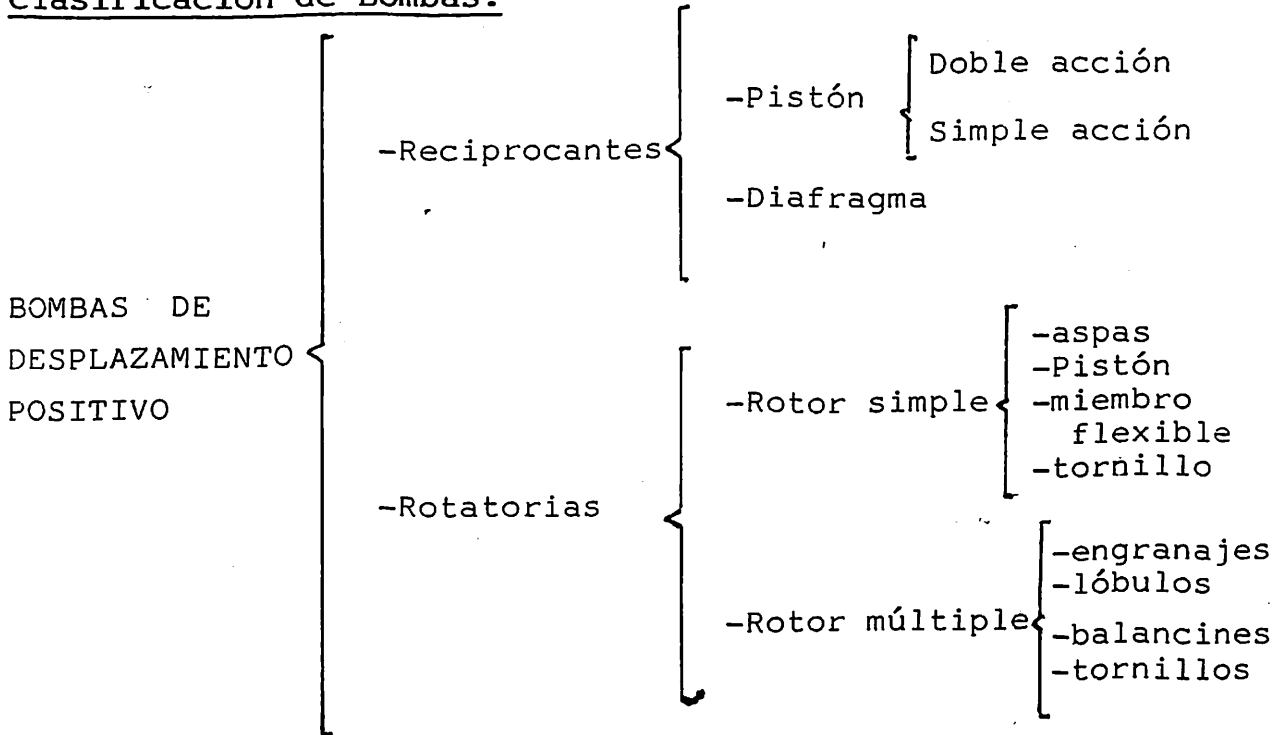 Clasificación de Bombas:
BOMBAS DE
DESPLAZAMIENTO
POSITIVO
-Reciprocantes
-Pistón
Doble acción
Simple acción
-Diafragma
-Rotatorias
-Rotor simple
-aspas
-Pistón
-miembro
flexible
-tornillo
-Rotor múltiple
-engranajes
-lóbulos
-balancines
-tornillos